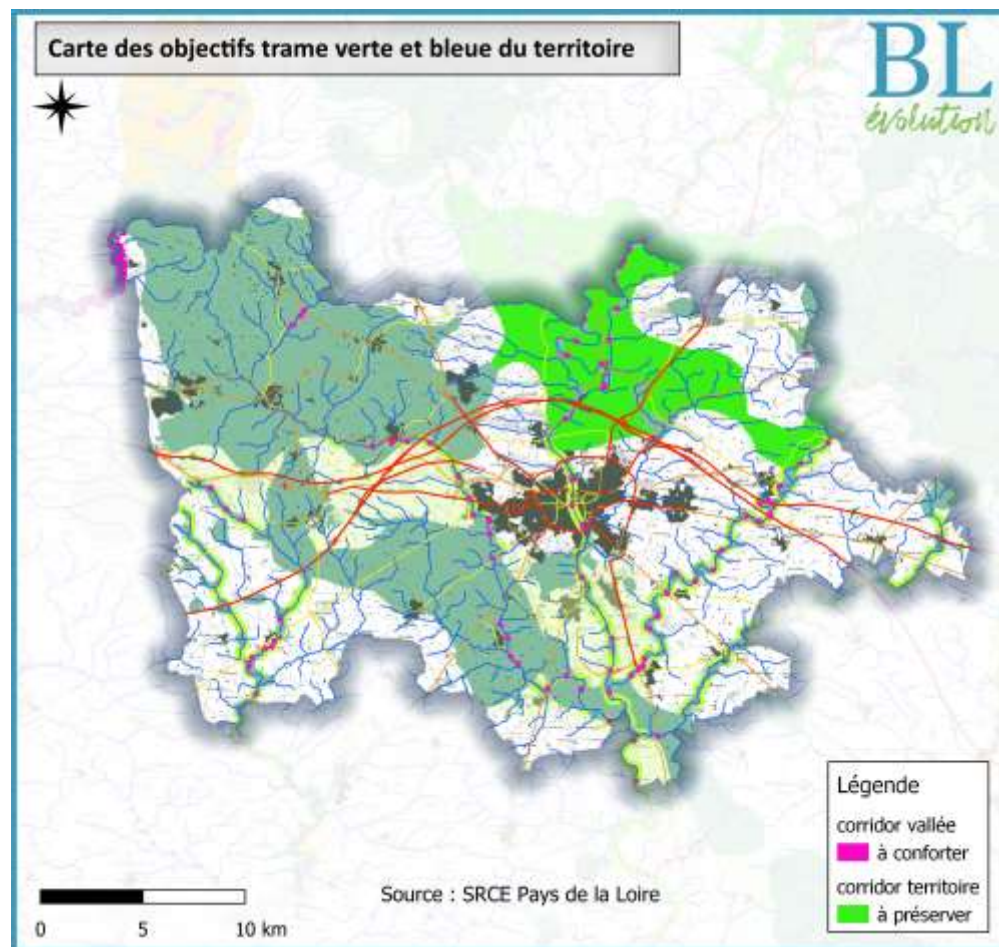 Carte des objectifs trame verte et bleue du territoire
BL
évolution
Légende
corridor vallée
à conforter
corridor territoire
à préserver
Source : SRCE Pays de la Loire
0 5 10 km